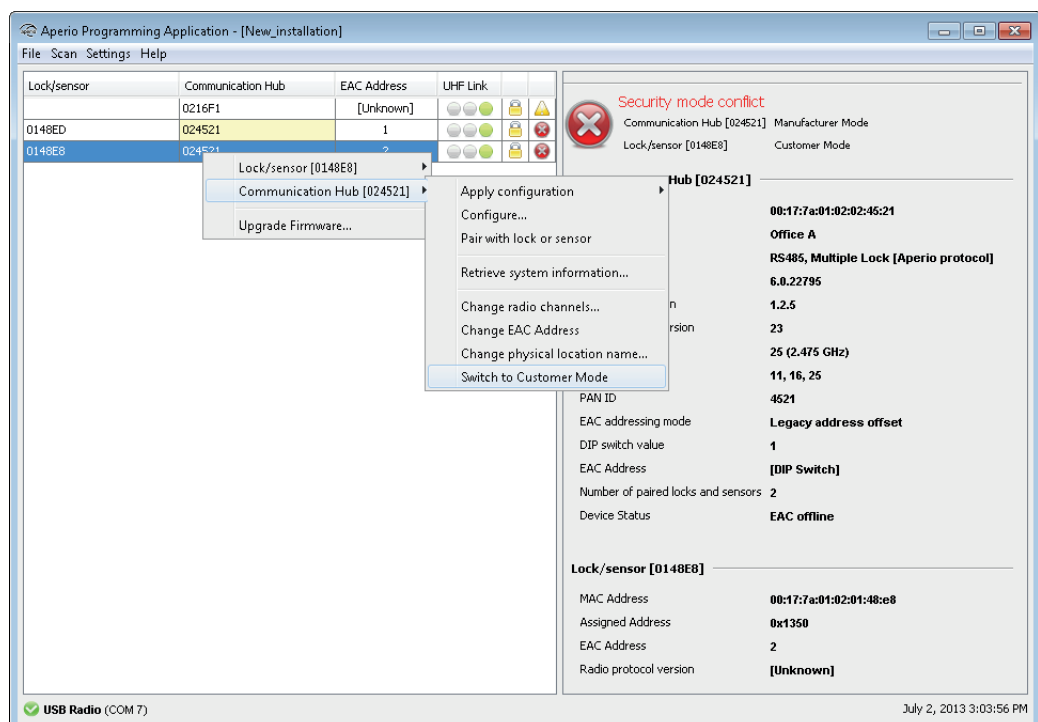 Aperio Programming Application - [New_installation]
File Scan Settings Help
Lock/sensor Communication Hub EAC Address UHF Link
0216F1 [Unknown]
0148ED 024521 1
0148E8 024521 2
Lock/sensor [0148E8]
Communication Hub [024521]
Upgrade Firmware...
Apply configuration
Configure...
Pair with lock or sensor
Retrieve system information...
Change radio channels...
Change EAC Address
Change physical location name...
Switch to Customer Mode
Security mode conflict
Communication Hub [024521] Manufacturer Mode
Lock/sensor [0148E8] Customer Mode
Hub [024521]
00:17:7a:01:02:02:45:21
Office A
RS485, Multiple Lock [Aperio protocol]
6.0.22795
n 1.2.5
rsion 23
25 (2.475 GHz)
11, 16, 25
PAN ID 4521
EAC addressing mode Legacy address offset
DIP switch value 1
EAC Address [DIP Switch]
Number of paired locks and sensors 2
Device Status EAC offline
Lock/sensor [0148E8]
MAC Address 00:17:7a:01:02:01:48:e8
Assigned Address 0x1350
EAC Address 2
Radio protocol version [Unknown]
USB Radio (COM 7) July 2, 2013 3:03:56 PM